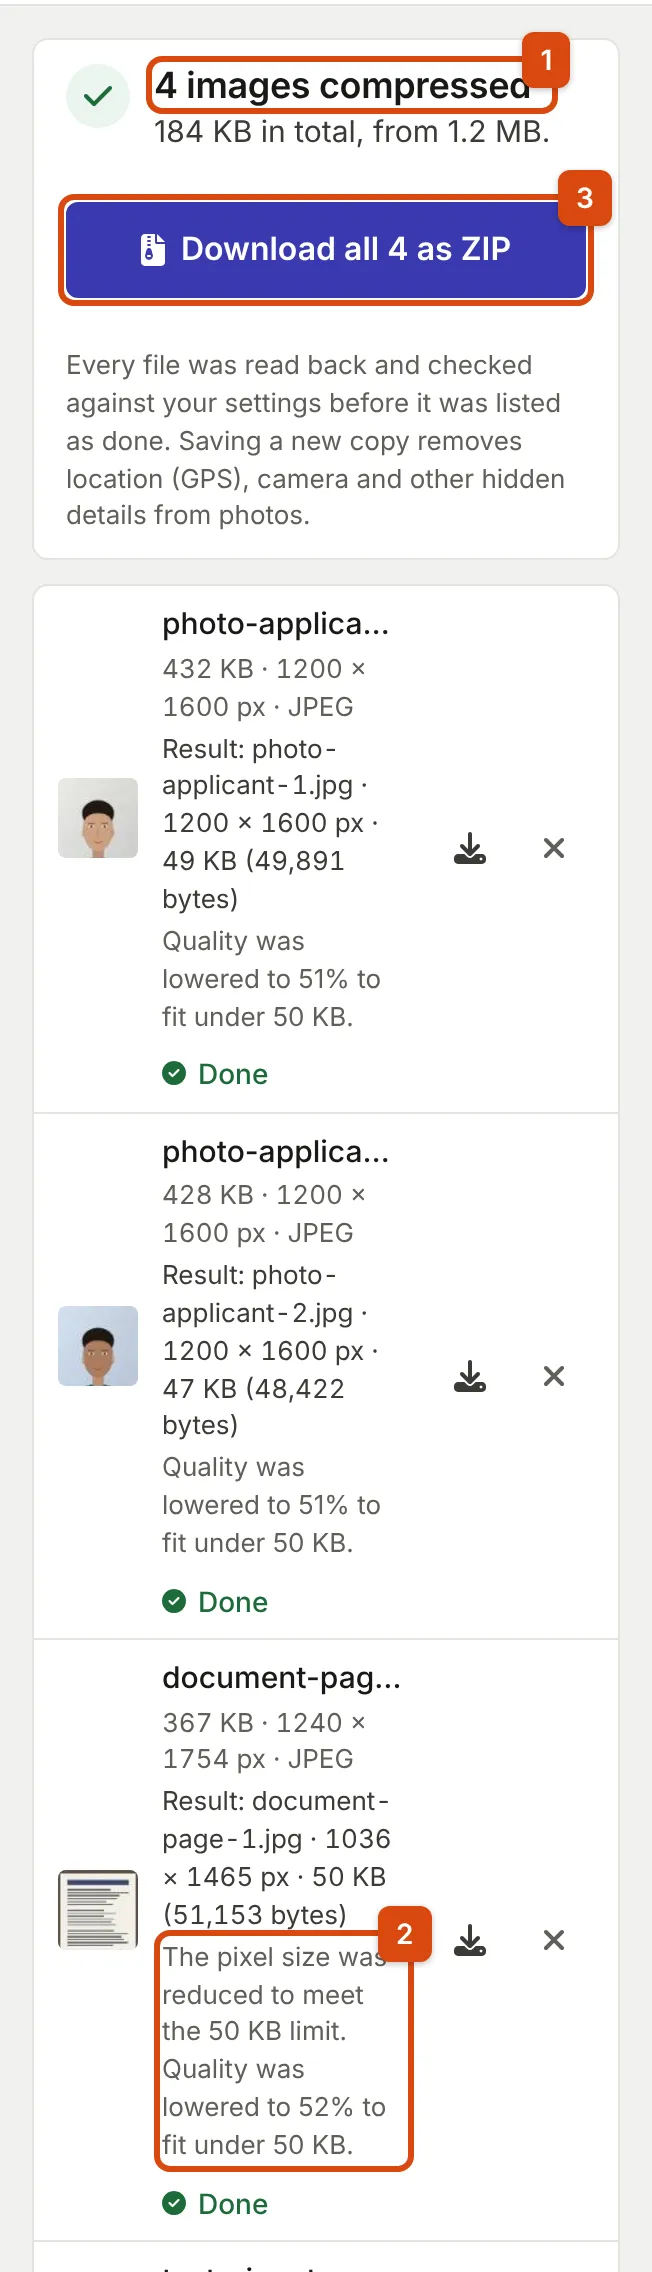 1
4 images compressed
184 KB in total, from 1.2 MB.
3
Download all 4 as ZIP
Every file was read back and checked
against your settings before it was listed
as done. Saving a new copy removes
location (GPS), camera and other hidden
details from photos.
photo-applica...
432 KB · 1200 ×
1600 px · JPEG
Result: photo-
applicant-1.jpg ·
1200 × 1600 px ·
49 KB (49,891
bytes)
Quality was
lowered to 51% to
fit under 50 KB.
Done
photo-applica...
428 KB · 1200 ×
1600 px · JPEG
Result: photo-
applicant-2.jpg ·
1200 × 1600 px ·
47 KB (48,422
bytes)
Quality was
lowered to 51% to
fit under 50 KB.
Done
document-pag...
367 KB · 1240 ×
1754 px · JPEG
Result: document-
page-1.jpg · 1036
× 1465 px · 50 KB
(51,153 bytes)
2
The pixel size was
reduced to meet
the 50 KB limit.
Quality was
lowered to 52% to
fit under 50 KB.
Done